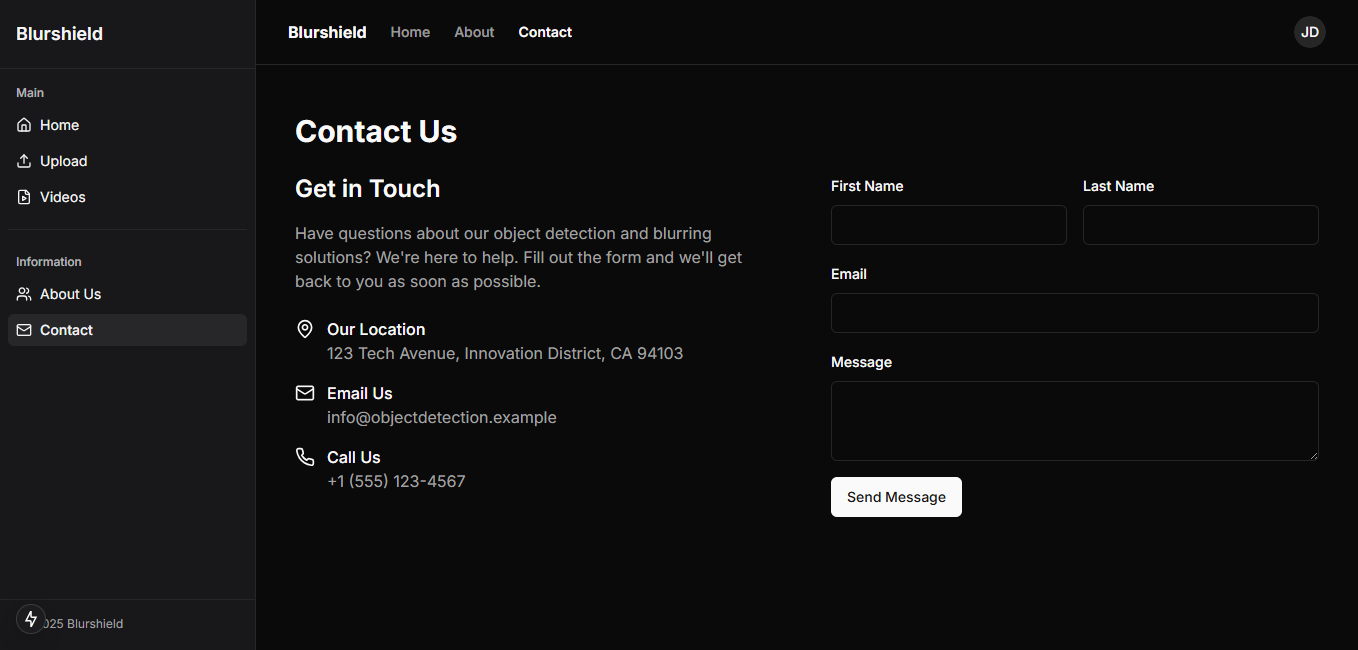 Blurshield
Main
Home
Upload
Videos
Information
About Us
Contact
025 Blurshield
Blurshield Home About Contact
JD
Contact Us
Get in Touch
Have questions about our object detection and blurring
solutions? We're here to help. Fill out the form and we'll get
back to you as soon as possible.
Our Location
123 Tech Avenue, Innovation District, CA 94103
Email Us
info@objectdetection.example
Call Us
+1 (555) 123-4567
First Name Last Name
Email
Message
Send Message